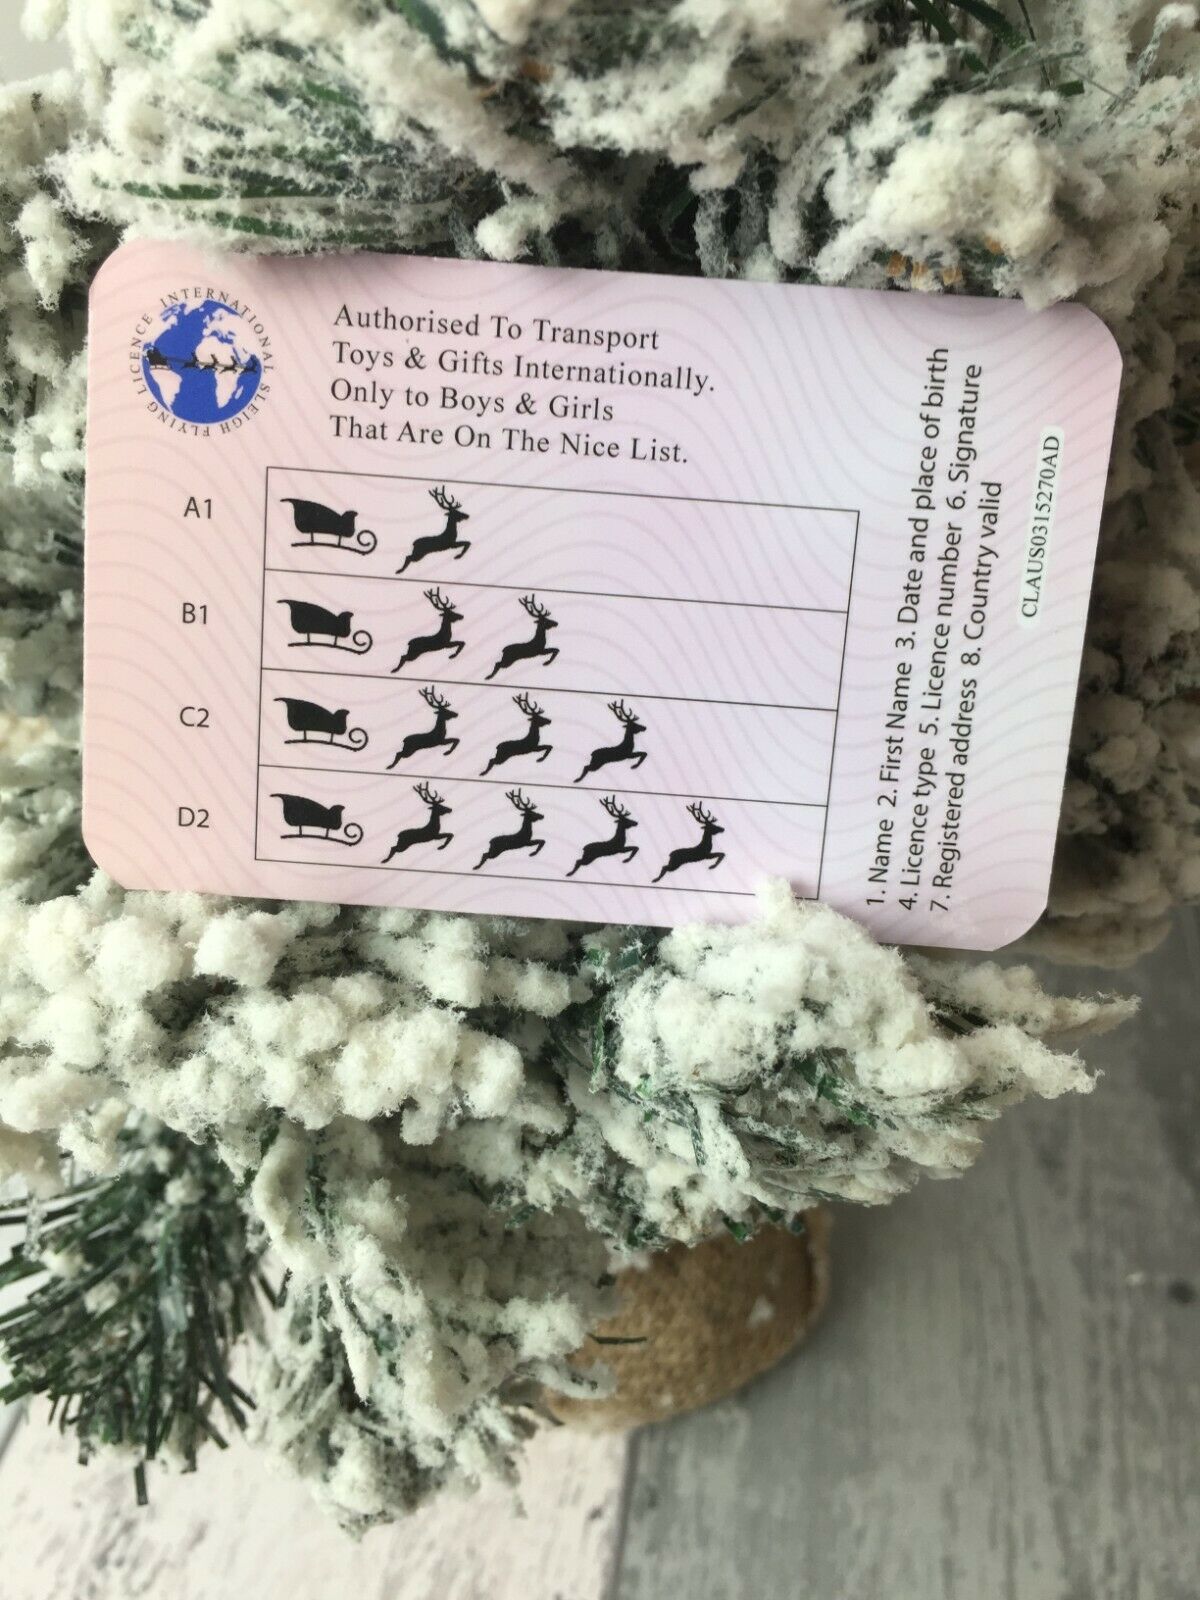 INTERNATIONAL SLEIGH FLYING LICENCE
Authorised To Transport
Toys & Gifts Internationally.
Only to Boys & Girls
That Are On The Nice List.
A1
B1
C2
D2
1. Name 2. First Name 3. Date and place of birth
4. Licence type 5. Licence number 6. Signature
7. Registered address 8. Country valid
CLAUS0315270AD